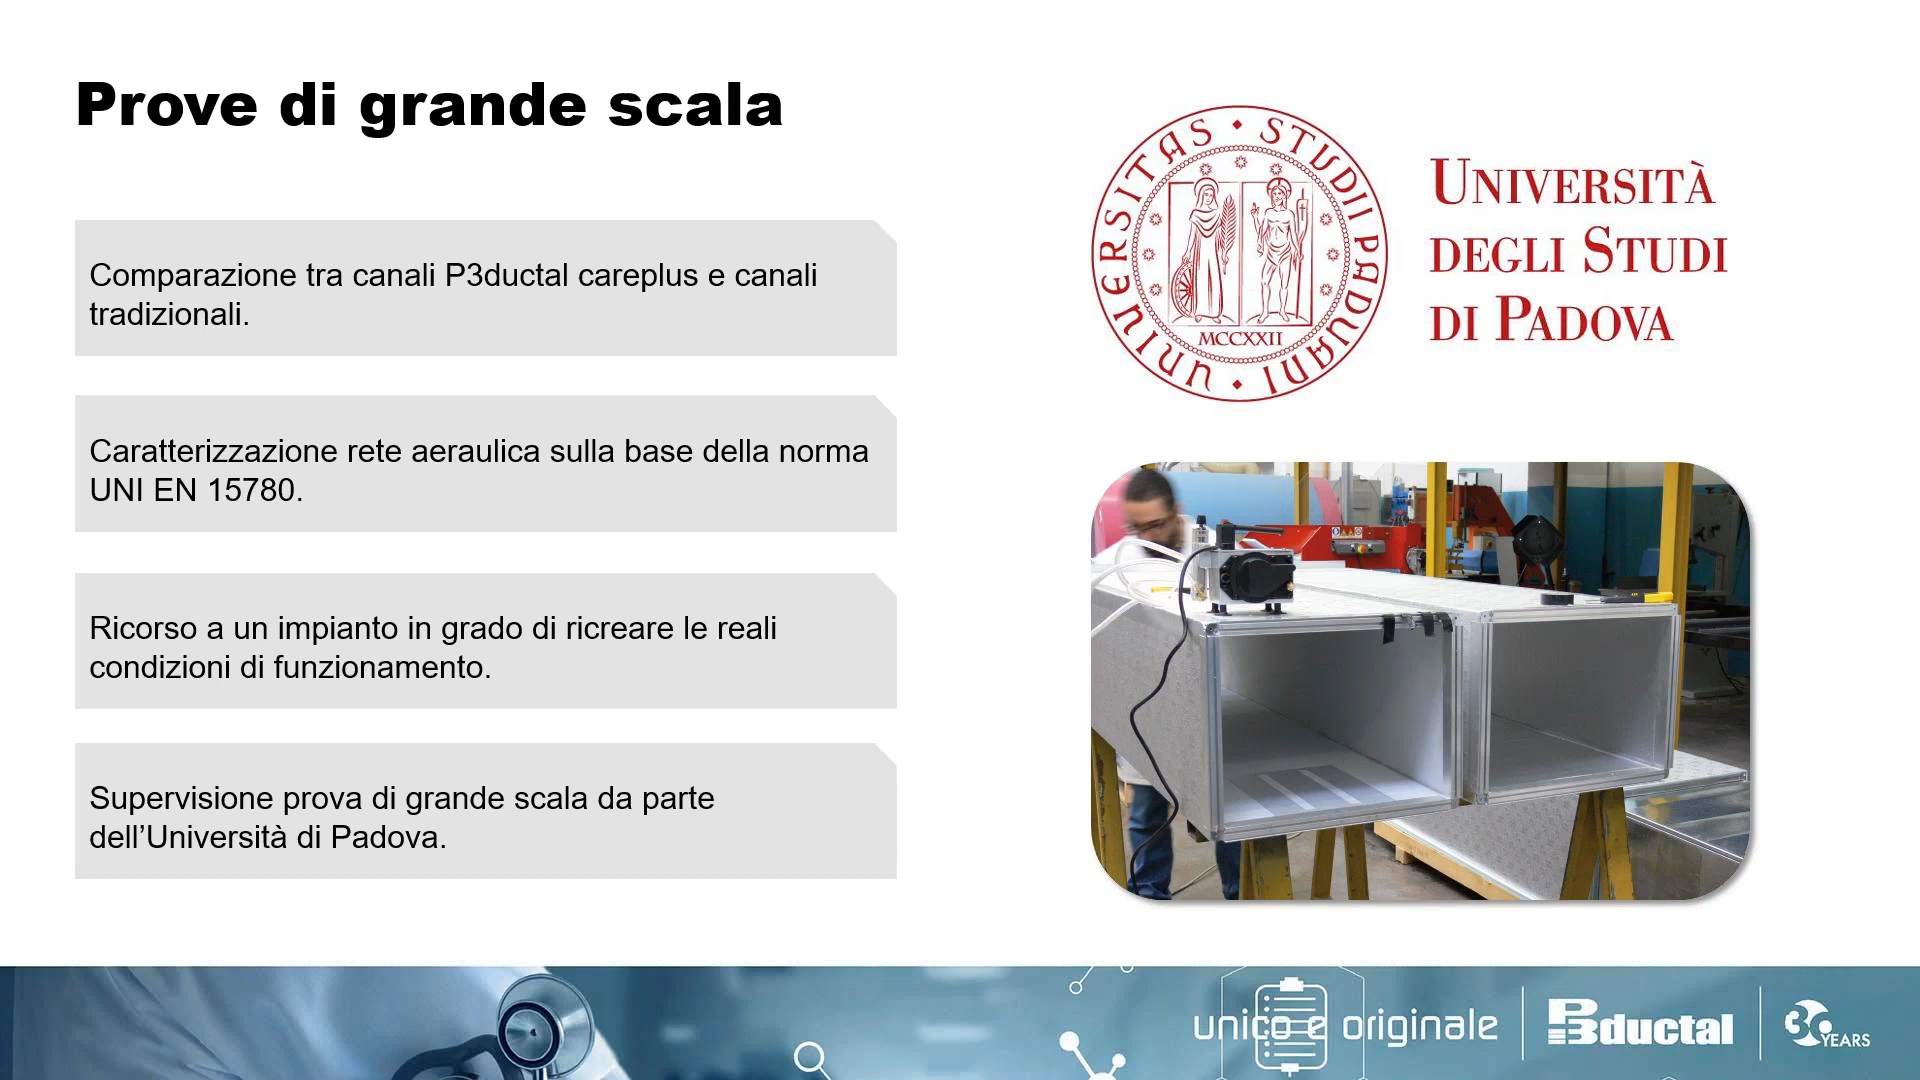 Prove di grande scala
Comparazione tra canali P3ductal careplus e canali
tradizionali.
Caratterizzazione rete aeraulica sulla base della norma
UNI EN 15780.
Ricorso a un impianto in grado di ricreare le reali
condizioni di funzionamento.
Supervisione prova di grande scala da parte
dell’Università di Padova.
UNIVERSITAS • STUDII PADUANI •
MCCXXII
UNIVERSITÀ
DEGLI STUDI
DI PADOVA
unico e originale
P3ductal
30 YEARS